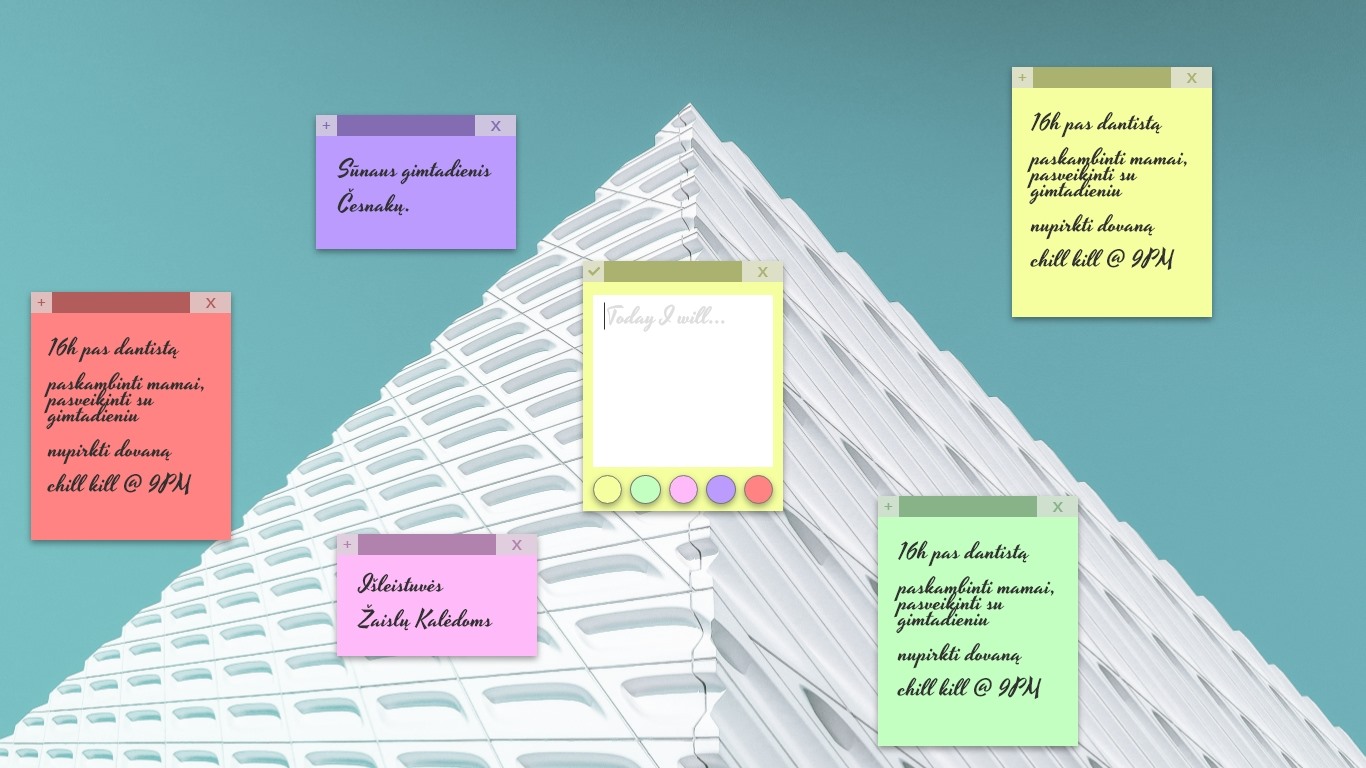 + X
Sūnaus gimtadienis
Česnakų.
+ X
16h pas dantistą
paskambinti mamai,
pasveikinti su
gimtadieniu
nupirkti dovaną
chill kill @ 9PM
X
Today I will...
+ X
16h pas dantistą
paskambinti mamai,
pasveikinti su
gimtadieniu
nupirkti dovaną
chill kill @ 9PM
+ X
Išleistuvės
Žaislų Kalėdoms
+ X
16h pas dantistą
paskambinti mamai,
pasveikinti su
gimtadieniu
nupirkti dovaną
chill kill @ 9PM